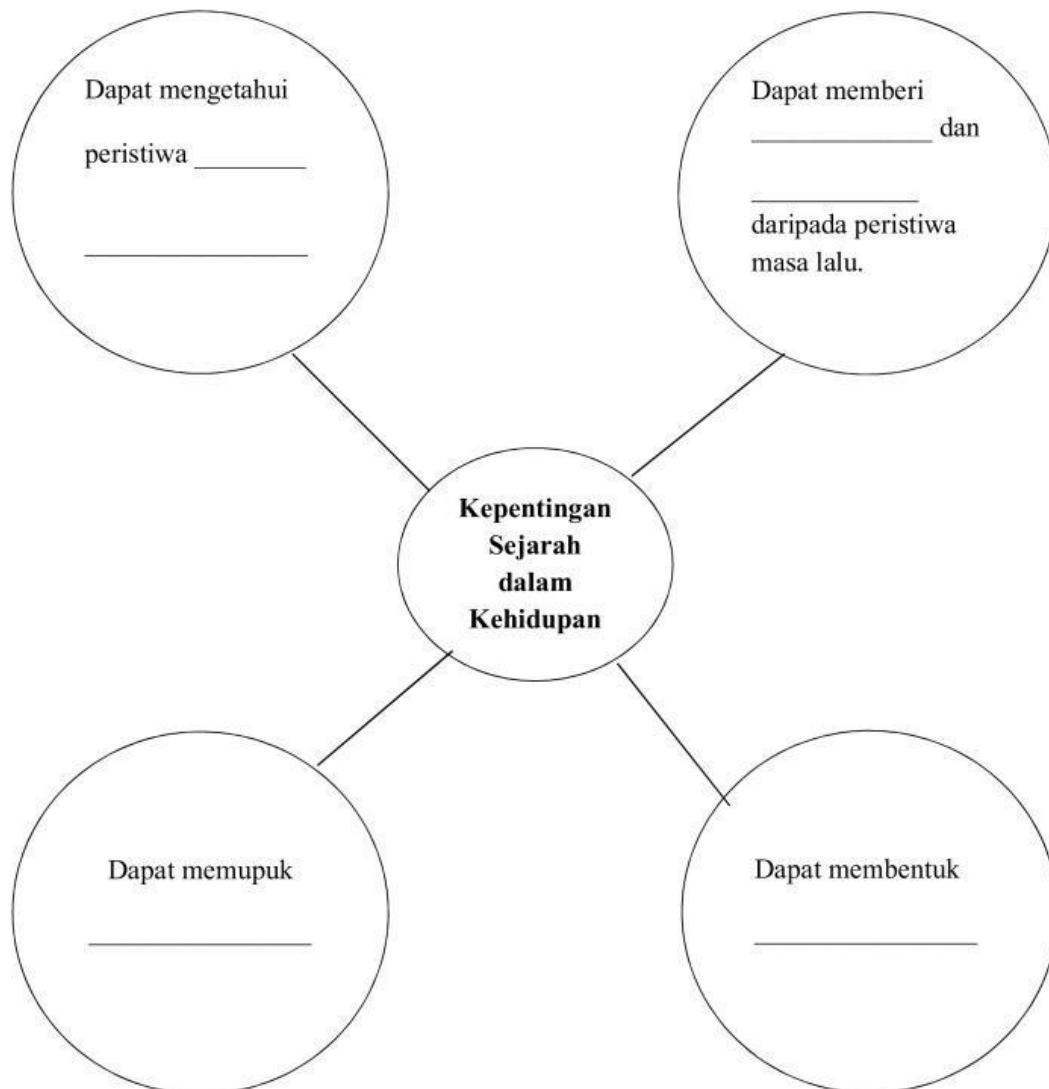 Dapat mengetahui
peristiwa ________
________________
Dapat memberi
_____________ dan
____________
daripada peristiwa
masa lalu.
Kepentingan
Sejarah
dalam
Kehidupan
Dapat memupuk
________________
Dapat membentuk
________________